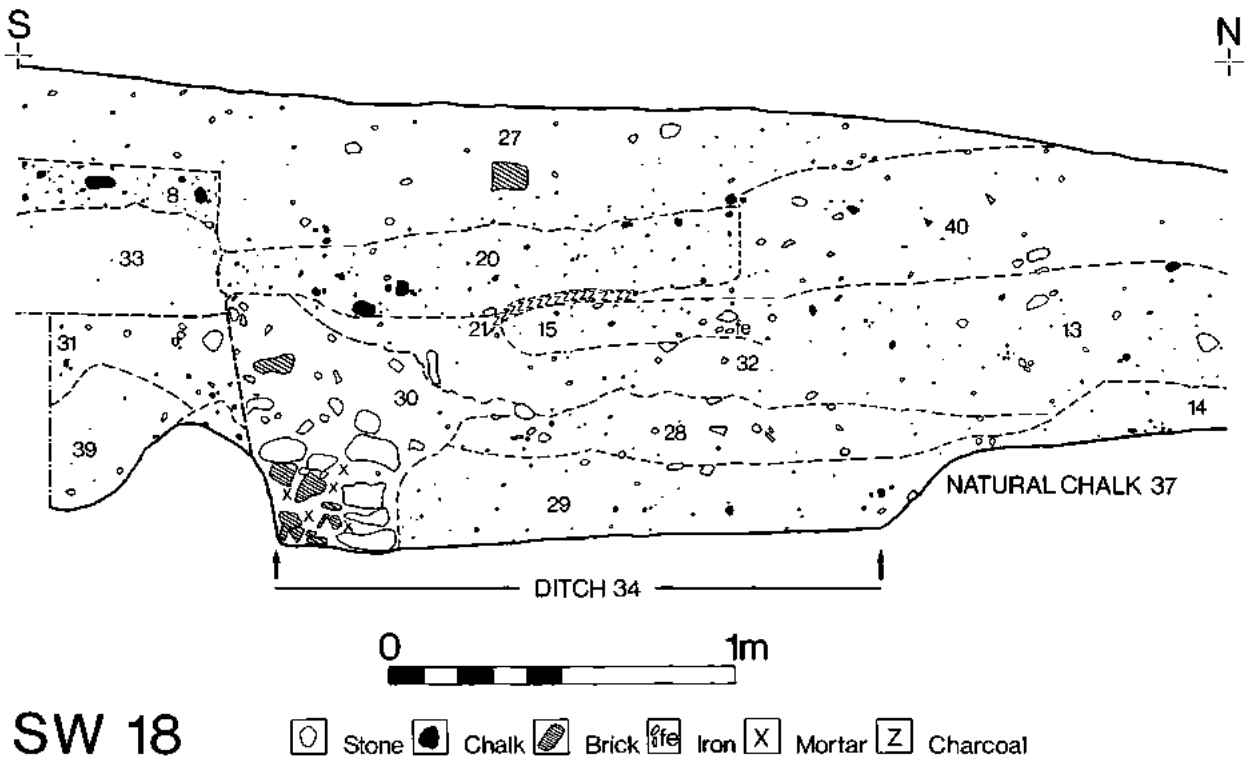 S N
27
8
40
33
20
21 15 fe 13
31 32
30 14
28
39
NATURAL CHALK 37
29
X X X X X
DITCH 34
0 1m
SW 18 Stone Chalk Brick fe Iron X Mortar Z Charcoal